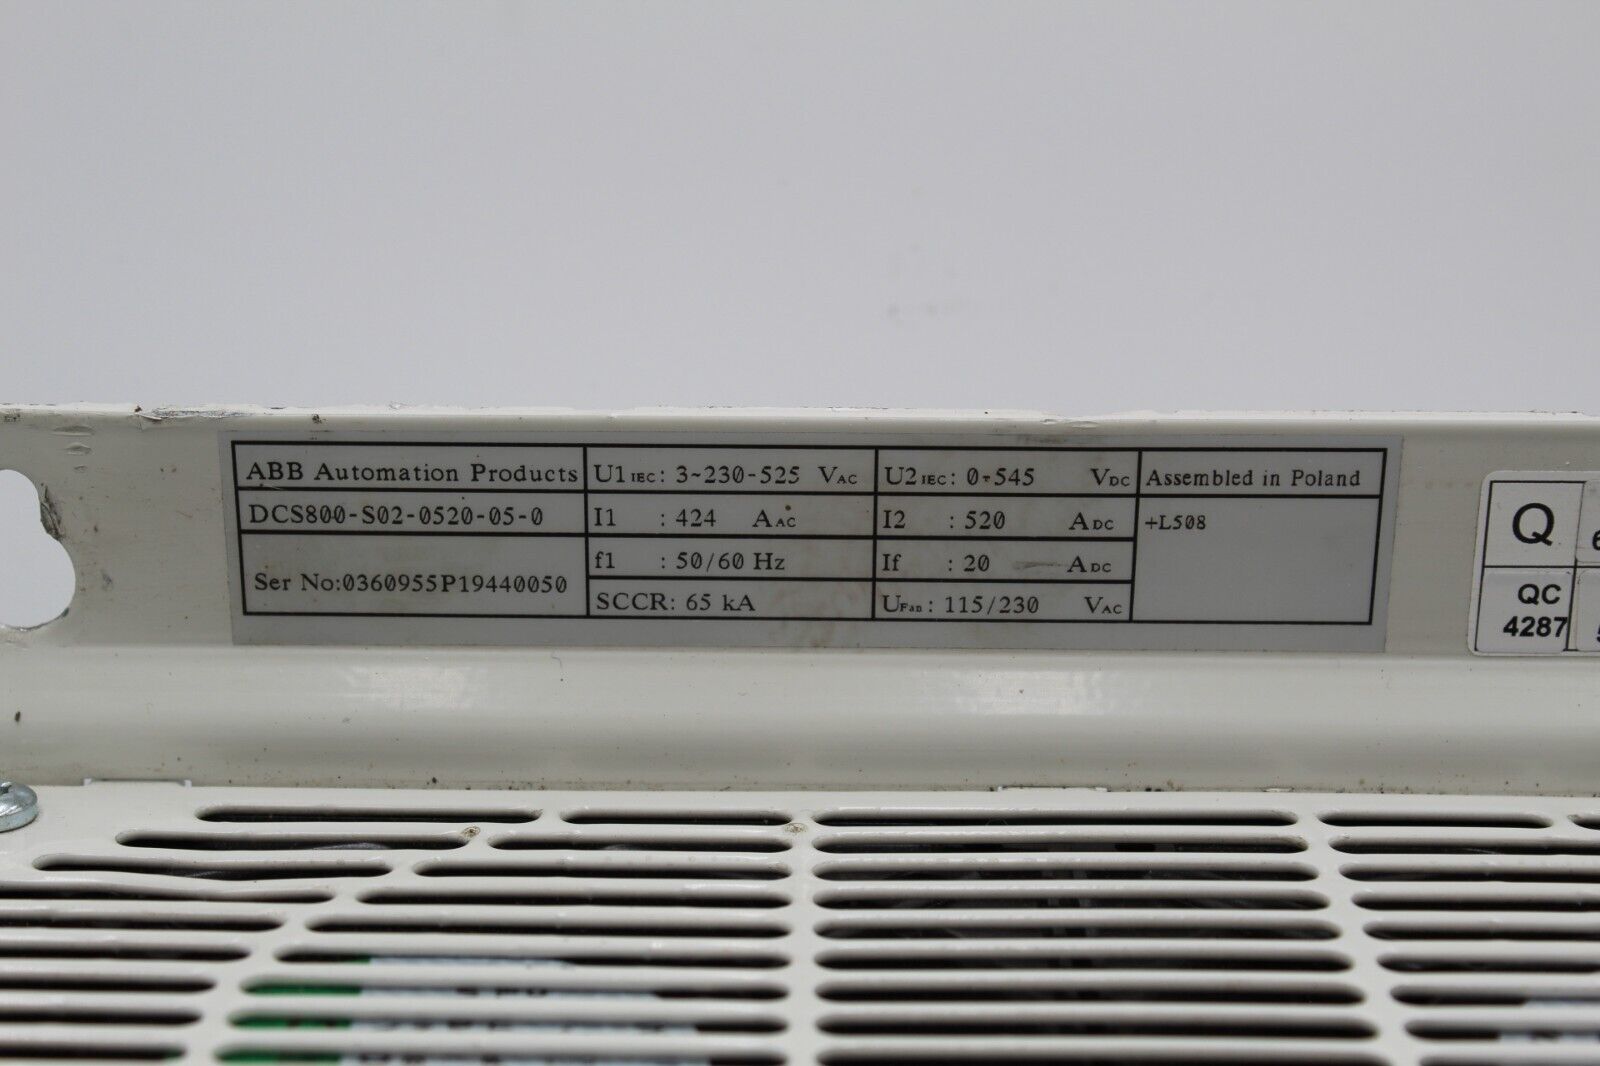 ABB Automation Products
DCS800-S02-0520-05-0
Ser No:0360955P19440050
U1 IEC: 3~230-525 VAC
I1 : 424 AAC
f1 : 50/60 Hz
SCCR: 65 kA
U2 IEC: 0-545 VDC
I2 : 520 ADC
If : 20 ADC
UFan: 115/230 VAC
Assembled in Poland
+L508
Q
QC
4287